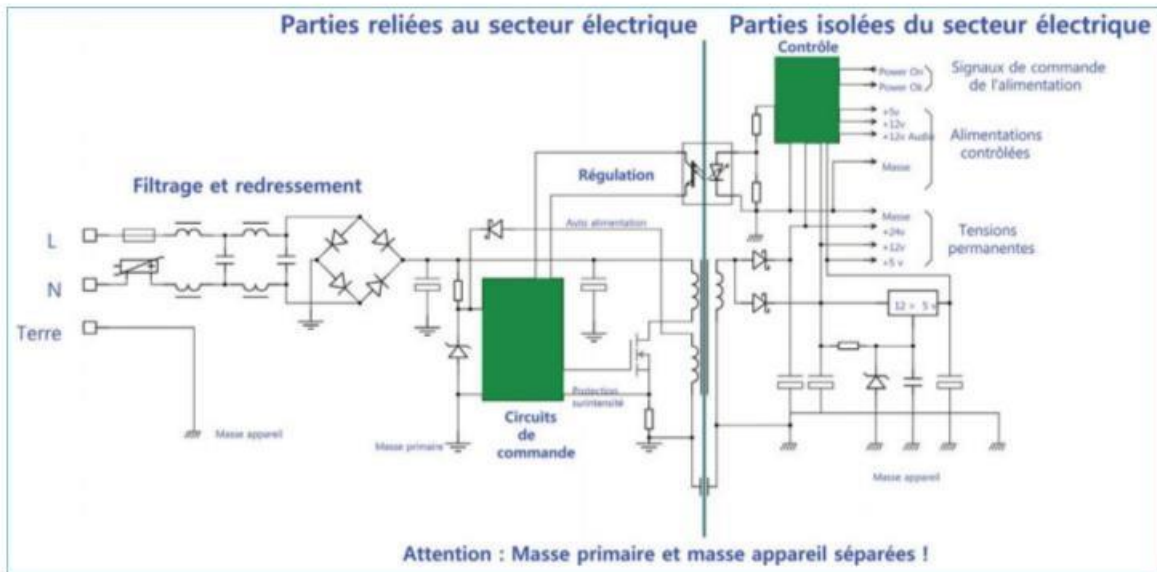 Parties reliées au secteur électrique
Parties isolées du secteur électrique
Contrôle
Power On
Power Ok
Signaux de commande
de l'alimentation
+5v
+12v
+12v Audio
Alimentations
contrôlées
Masse
Régulation
Filtrage et redressement
Auto alimentation
Masse
+24v
+12v
+5 v
Tensions
permanentes
L
N
Terre
12 > 5 v
Protection
surintensité
Circuits
de
commande
Masse appareil
Masse primaire
Masse appareil
Attention : Masse primaire et masse appareil séparées !